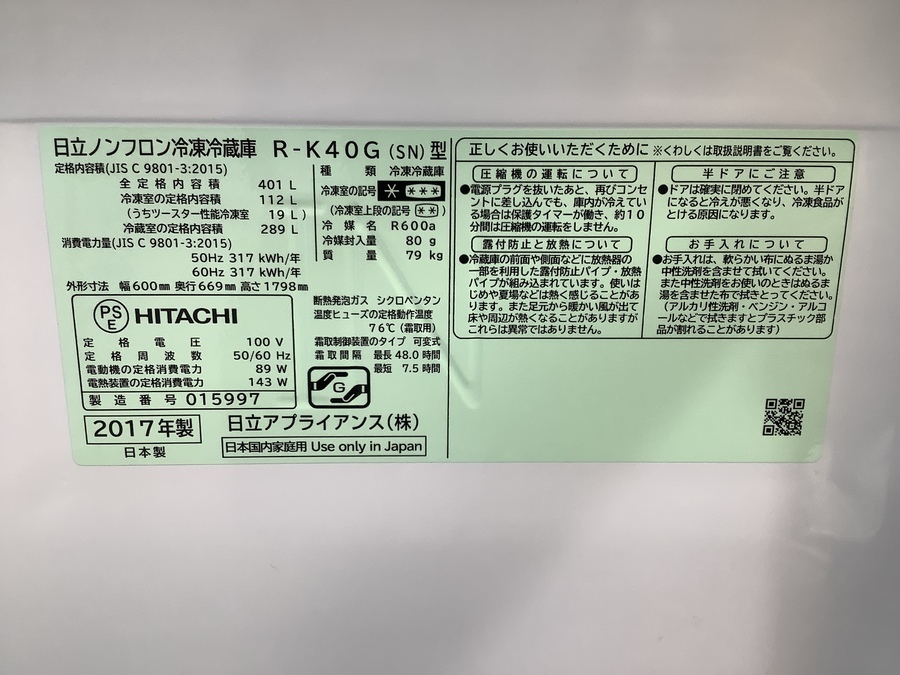 日立ノンフロン冷凍冷蔵庫 R-K40G (SN) 型
定格内容積(JIS C 9801-3:2015)
全定格内容積 401 L
冷凍室の定格内容積 112 L
(うちツースター性能冷凍室 19 L)
冷蔵室の定格内容積 289 L
消費電力量(JIS C 9801-3:2015)
50Hz 317 kWh/年
60Hz 317 kWh/年
外形寸法 幅600mm 奥行669mm 高さ1798mm
種類 冷凍冷蔵庫
冷凍室の記号 * ***
(冷凍室上段の記号 **)
冷媒名 R600a
冷媒封入量 80 g
質量 79 kg
PSE HITACHI
定格電圧 100 V
定格周波数 50/60 Hz
電動機の定格消費電力 89 W
電熱装置の定格消費電力 143 W
製造番号 015997
断熱発泡ガス シクロペンタン
温度ヒューズの定格動作温度
76℃(霜取用)
霜取制御装置のタイプ 可変式
霜取間隔 最長 48.0 時間
最短 7.5 時間
G
2017年製
日本製
日立アプライアンス(株)
日本国内家庭用 Use only in Japan
正しくお使いいただくために ※くわしくは取扱説明書をご覧ください。
圧縮機の運転について
●電源プラグを抜いたあと、再びコンセ
ントに差し込んでも、庫内が冷えてい
る場合は保護タイマーが働き、約10
分間は圧縮機の運転をしません。
露付防止と放熱について
●冷蔵庫の前面や側面などに放熱器の
一部を利用した露付防止パイプ・放熱
パイプが組み込まれています。使いは
じめや夏場などは熱く感じることがあ
ります。また足元から暖かい風が出て
床や周辺が熱くなることがありますが
これらは異常ではありません。
半ドアにご注意
●ドアは確実に閉めてください。半ドア
になると冷えが悪くなり、冷凍食品が
とける原因になります。
お手入れについて
●お手入れは、軟らかい布にぬるま湯か
中性洗剤を含ませて拭いてください。
また中性洗剤をお使いのときはぬるま
湯を含ませた布で拭きとってください。
(アルカリ性洗剤・ベンジン・アルコ
ールなどで拭きますとプラスチック部
品が割れることがあります。)